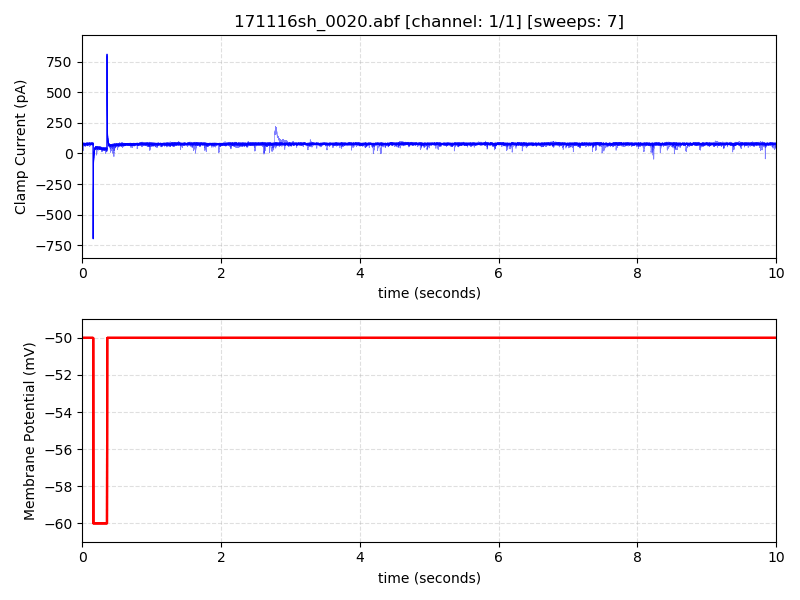 171116sh_0020.abf [channel: 1/1] [sweeps: 7]
Clamp Current (pA)
750
500
250
0
−250
−500
−750
0 2 4 6 8 10
time (seconds)
Membrane Potential (mV)
−50
−52
−54
−56
−58
−60
0 2 4 6 8 10
time (seconds)